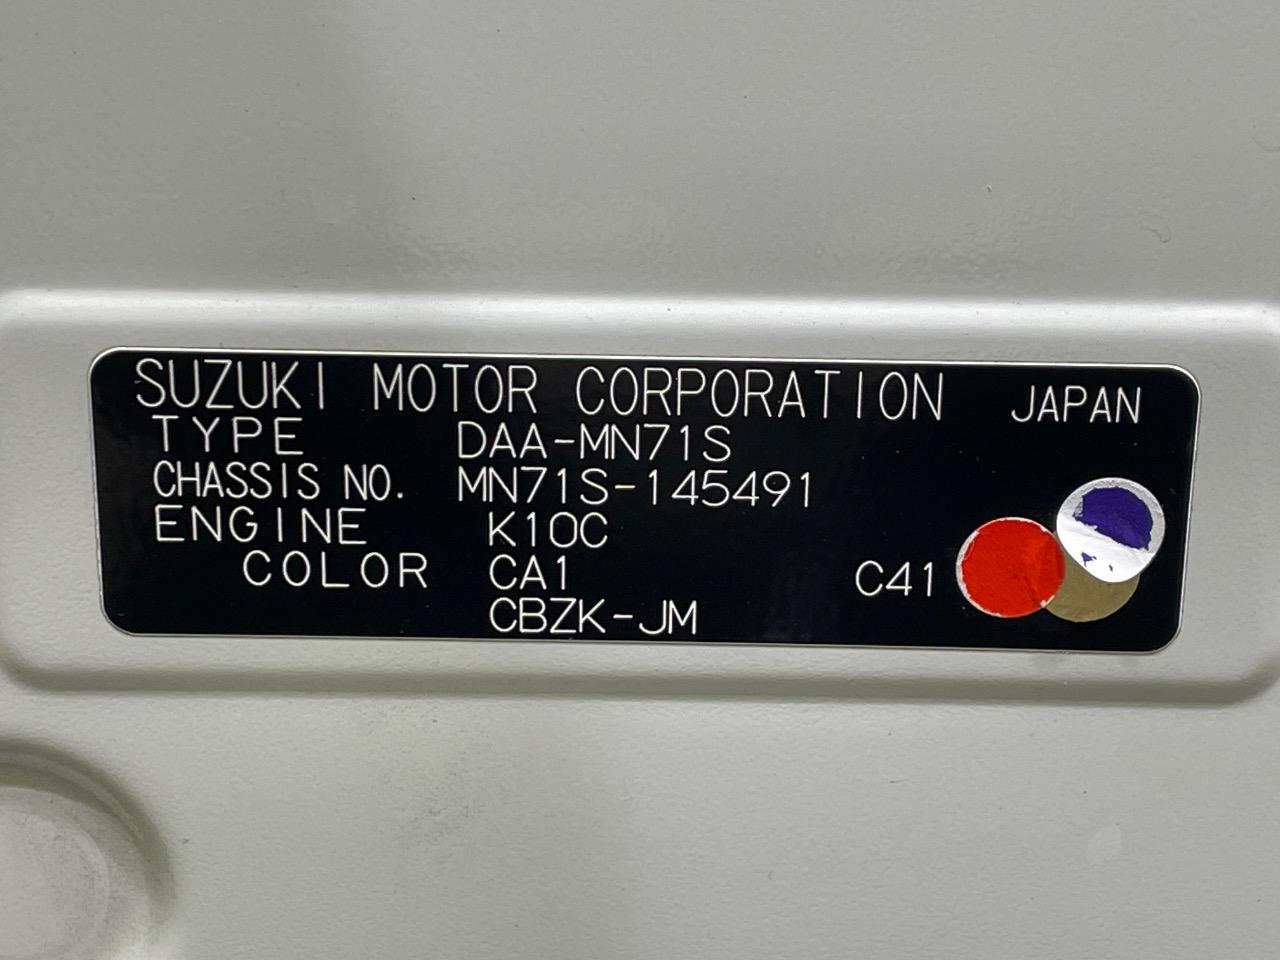 SUZUKI MOTOR CORPORATION JAPAN
TYPE DAA-MN71S
CHASSIS NO. MN71S-145491
ENGINE K10C
COLOR CA1 C41
CBZK-JM